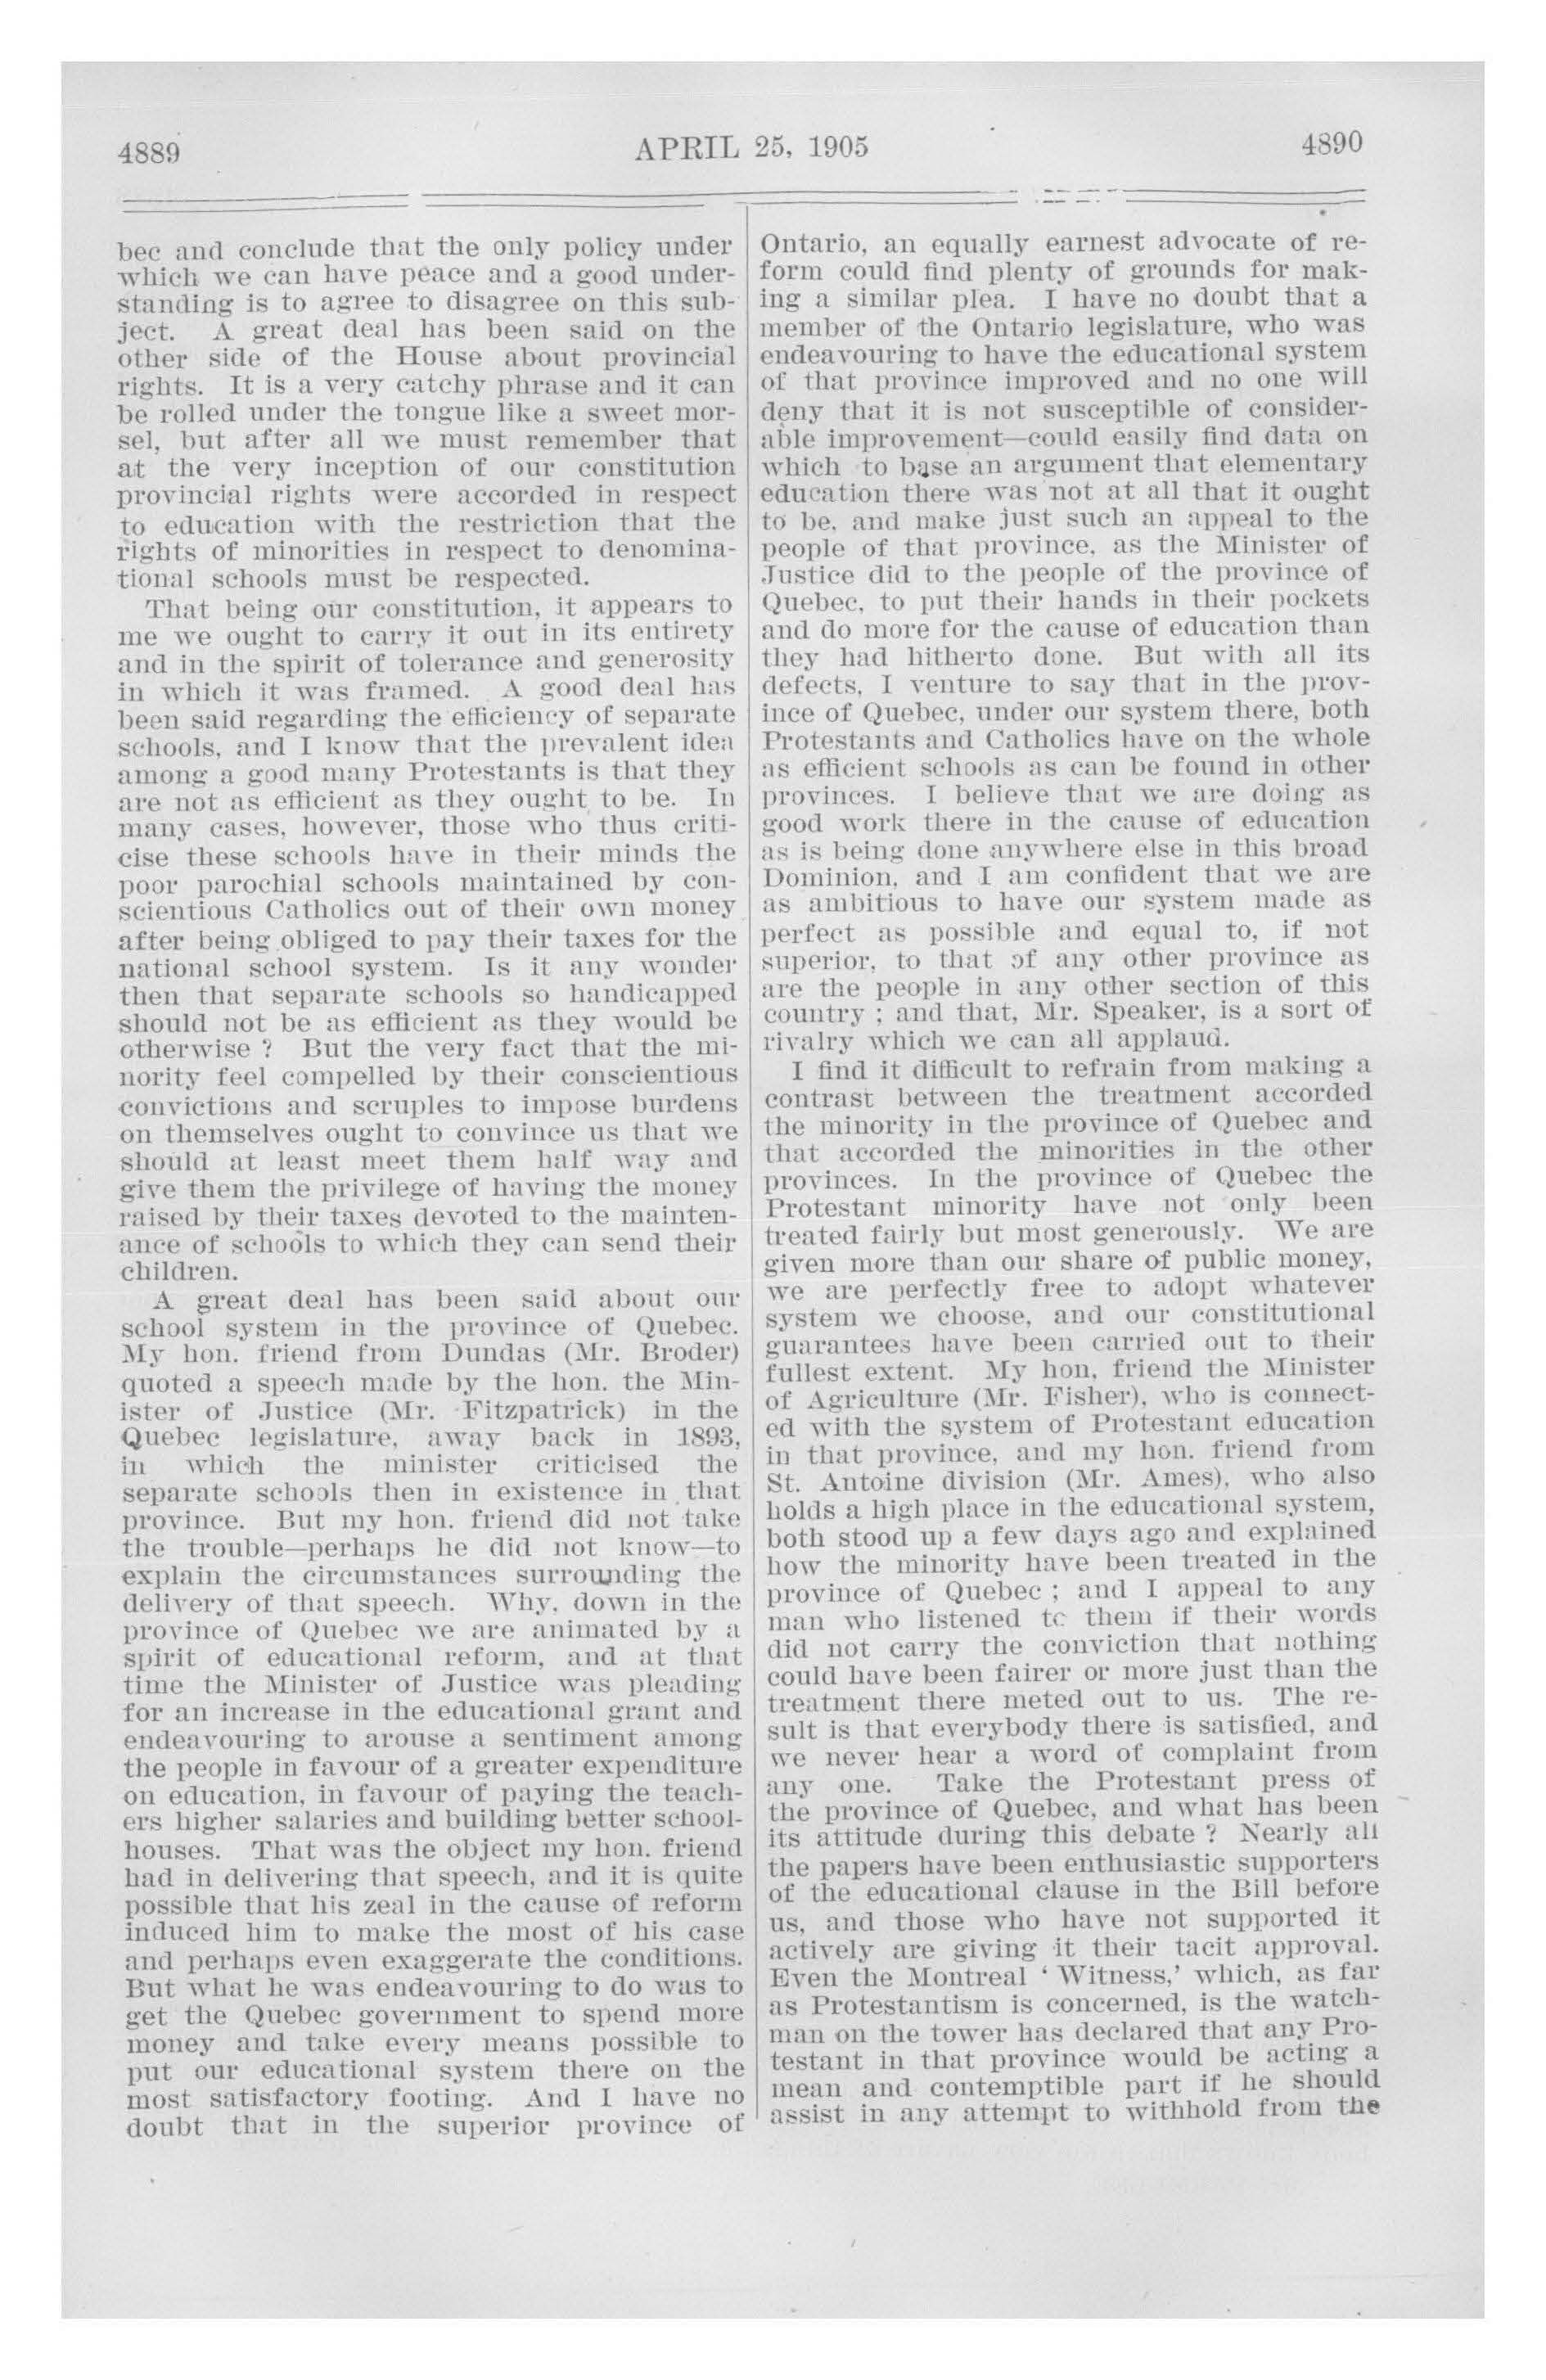 4889
APRIL 25, 1905
4890
bec and conclude that the only policy under
which we can have peace and a good under-
standing is to agree to disagree on this sub-
ject. A great deal has been said on the
other side of the House about provincial
rights. It is a very catchy phrase and it can
be rolled under the tongue like a sweet mor-
sel, but after all we must remember that
at the very inception of our constitution
provincial rights were accorded in respect
to education with the restriction that the
rights of minorities in respect to denomina-
tional schools must be respected.
That being our constitution, it appears to
me we ought to carry it out in its entirety
and in the spirit of tolerance and generosity
in which it was framed. A good deal has
been said regarding the efficiency of separate
schools, and I know that the prevalent idea
among a good many Protestants is that they
are not as efficient as they ought to be. In
many cases, however, those who thus criti-
cise these schools have in their minds the
poor parochial schools maintained by con-
scientious Catholics out of their own money
after being obliged to pay their taxes for the
national school system. Is it any wonder
then that separate schools so handicapped
should not be as efficient as they would be
otherwise ? But the very fact that the mi-
nority feel compelled by their conscientious
convictions and scruples to impose burdens
on themselves ought to convince us that we
should at least meet them half way and
give them the privilege of having the money
raised by their taxes devoted to the mainten-
ance of schools to which they can send their
children.
A great deal has been said about our
school system in the province of Quebec.
My hon. friend from Dundas (Mr. Broder)
quoted a speech made by the hon. the Min-
ister of Justice (Mr. Fitzpatrick) in the
Quebec legislature, away back in 1893,
in which the minister criticised the
separate schools then in existence in that
province. But my hon. friend did not take
the trouble—perhaps he did not know—to
explain the circumstances surrounding the
delivery of that speech. Why, down in the
province of Quebec we are animated by a
spirit of educational reform, and at that
time the Minister of Justice was pleading
for an increase in the educational grant and
endeavouring to arouse a sentiment among
the people in favour of a greater expenditure
on education, in favour of paying the teach-
ers higher salaries and building better school-
houses. That was the object my hon. friend
had in delivering that speech, and it is quite
possible that his zeal in the cause of reform
induced him to make the most of his case
and perhaps even exaggerate the conditions.
But what he was endeavouring to do was to
get the Quebec government to spend more
money and take every means possible to
put our educational system there on the
most satisfactory footing. And I have no
doubt that in the superior province of
Ontario, an equally earnest advocate of re-
form could find plenty of grounds for mak-
ing a similar plea. I have no doubt that a
member of the Ontario legislature, who was
endeavouring to have the educational system
of that province improved and no one will
deny that it is not susceptible of consider-
able improvement—could easily find data on
which to base an argument that elementary
education there was not at all that it ought
to be, and make just such an appeal to the
people of that province, as the Minister of
Justice did to the people of the province of
Quebec, to put their hands in their pockets
and do more for the cause of education than
they had hitherto done. But with all its
defects, I venture to say that in the prov-
ince of Quebec, under our system there, both
Protestants and Catholics have on the whole
as efficient schools as can be found in other
provinces. I believe that we are doing as
good work there in the cause of education
as is being done anywhere else in this broad
Dominion, and I am confident that we are
as ambitious to have our system made as
perfect as possible and equal to, if not
superior, to that of any other province as
are the people in any other section of this
country ; and that, Mr. Speaker, is a sort of
rivalry which we can all applaud.
I find it difficult to refrain from making a
contrast between the treatment accorded
the minority in the province of Quebec and
that accorded the minorities in the other
provinces. In the province of Quebec the
Protestant minority have not only been
treated fairly but most generously. We are
given more than our share of public money,
we are perfectly free to adopt whatever
system we choose, and our constitutional
guarantees have been carried out to their
fullest extent. My hon. friend the Minister
of Agriculture (Mr. Fisher), who is connect-
ed with the system of Protestant education
in that province, and my hon. friend from
St. Antoine division (Mr. Ames), who also
holds a high place in the educational system,
both stood up a few days ago and explained
how the minority have been treated in the
province of Quebec ; and I appeal to any
man who listened to them if their words
did not carry the conviction that nothing
could have been fairer or more just than the
treatment there meted out to us. The re-
sult is that everybody there is satisfied, and
we never hear a word of complaint from
any one. Take the Protestant press of
the province of Quebec, and what has been
its attitude during this debate ? Nearly all
the papers have been enthusiastic supporters
of the educational clause in the Bill before
us, and those who have not supported it
actively are giving it their tacit approval.
Even the Montreal ‘ Witness,’ which, as far
as Protestantism is concerned, is the watch-
man on the tower has declared that any Pro-
testant in that province would be acting a
mean and contemptible part if he should
assist in any attempt to withhold from the